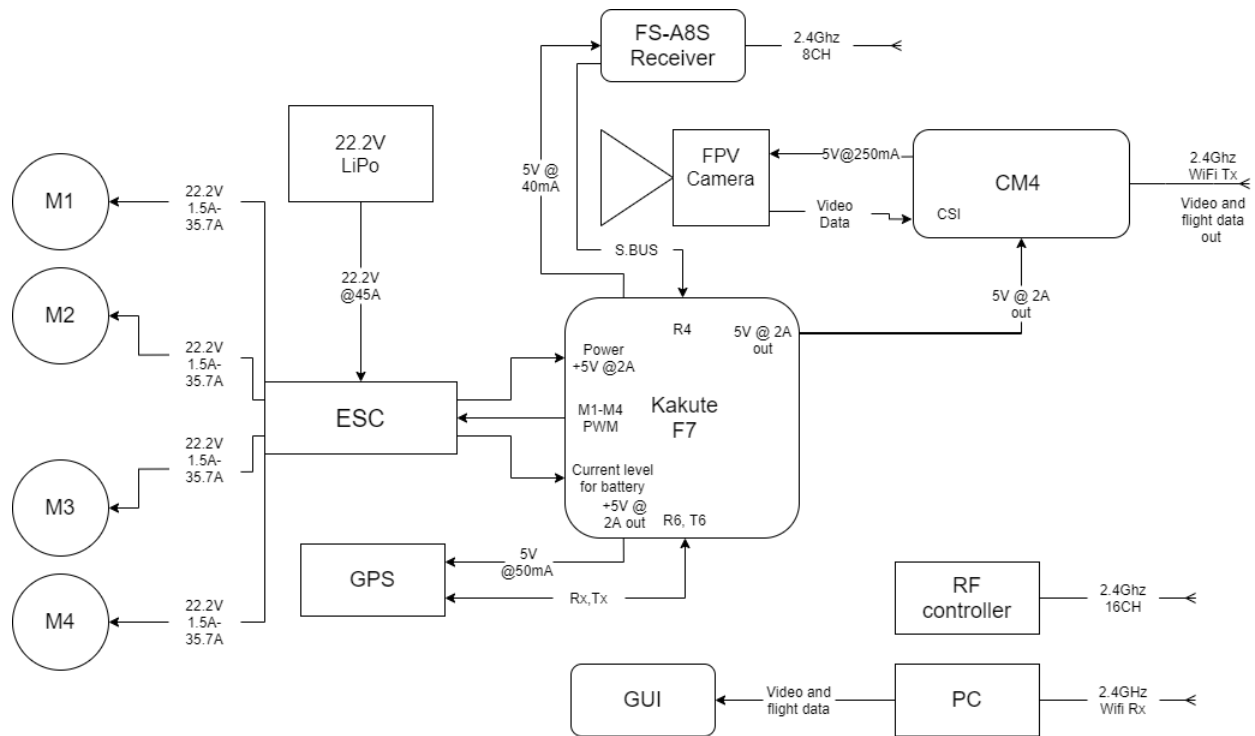 FS-A8S
Receiver
2.4Ghz
8CH
22.2V
LiPo
5V @
40mA
FPV
Camera
5V@250mA
Video
Data
CM4
CSI
2.4Ghz
WiFi Tx
Video and
flight data
out
M1
22.2V
1.5A-
35.7A
M2
22.2V
1.5A-
35.7A
M3
22.2V
1.5A-
35.7A
M4
22.2V
1.5A-
35.7A
22.2V
@45A
S.BUS
5V @ 2A
out
ESC
R4
5V @ 2A
out
Power
+5V @2A
M1-M4
PWM
Kakute
F7
Current level
for battery
+5V @
2A out
R6, T6
GPS
5V
@50mA
Rx,Tx
RF
controller
2.4Ghz
16CH
GUI
Video and
flight data
PC
2.4GHz
Wifi Rx